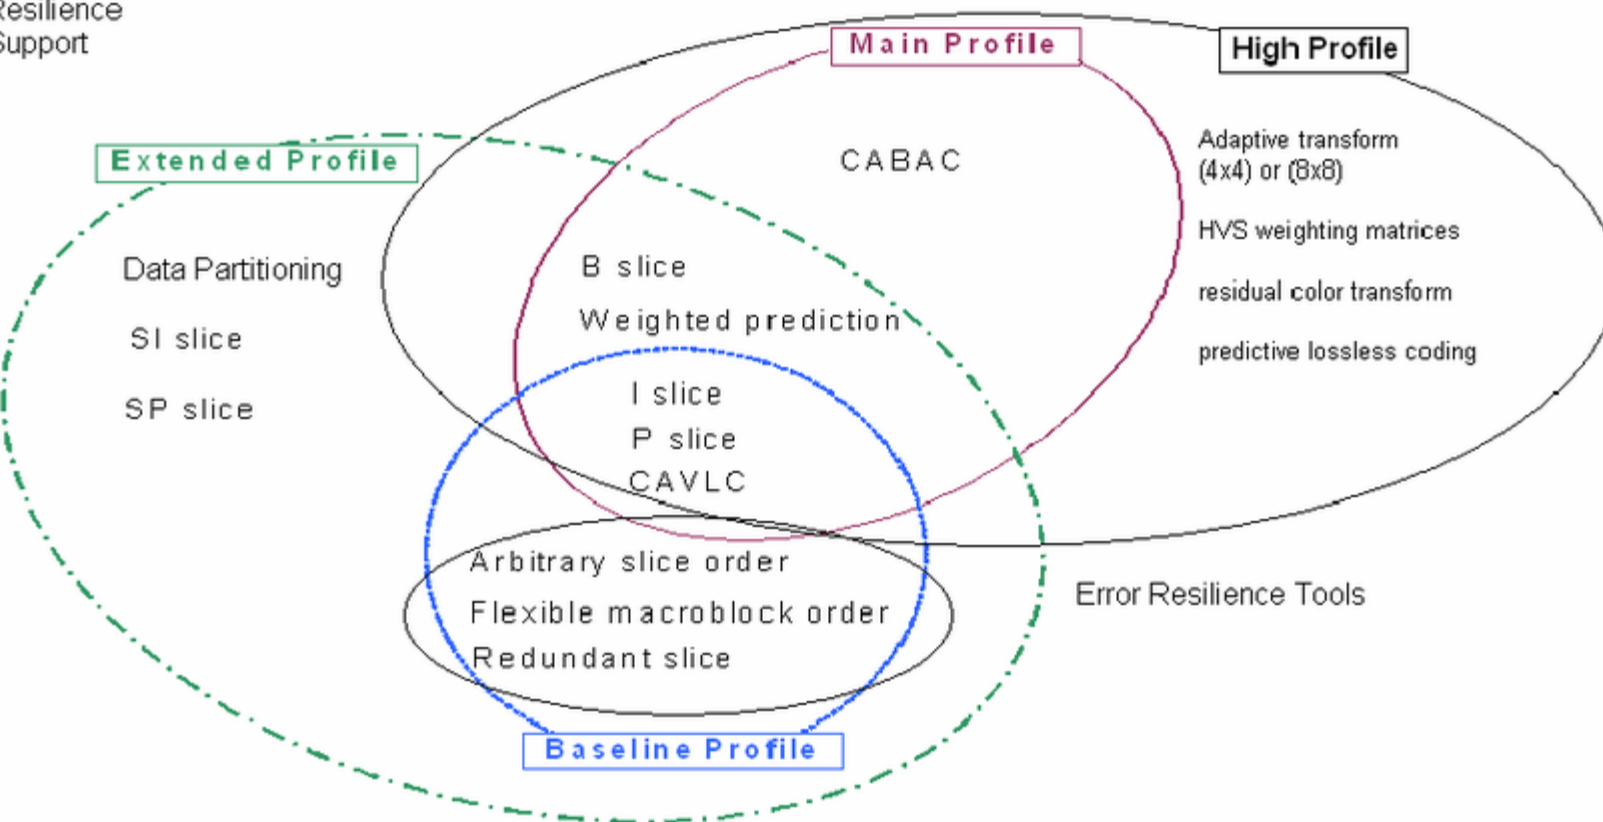 Resilience
Support
Main Profile
High Profile
Extended Profile
CABAC
Adaptive transform
(4x4) or (8x8)
HVS weighting matrices
residual color transform
predictive lossless coding
Data Partitioning
SI slice
SP slice
B slice
Weighted prediction
I slice
P slice
CAVLC
Arbitrary slice order
Flexible macroblock order
Redundant slice
Error Resilience Tools
Baseline Profile